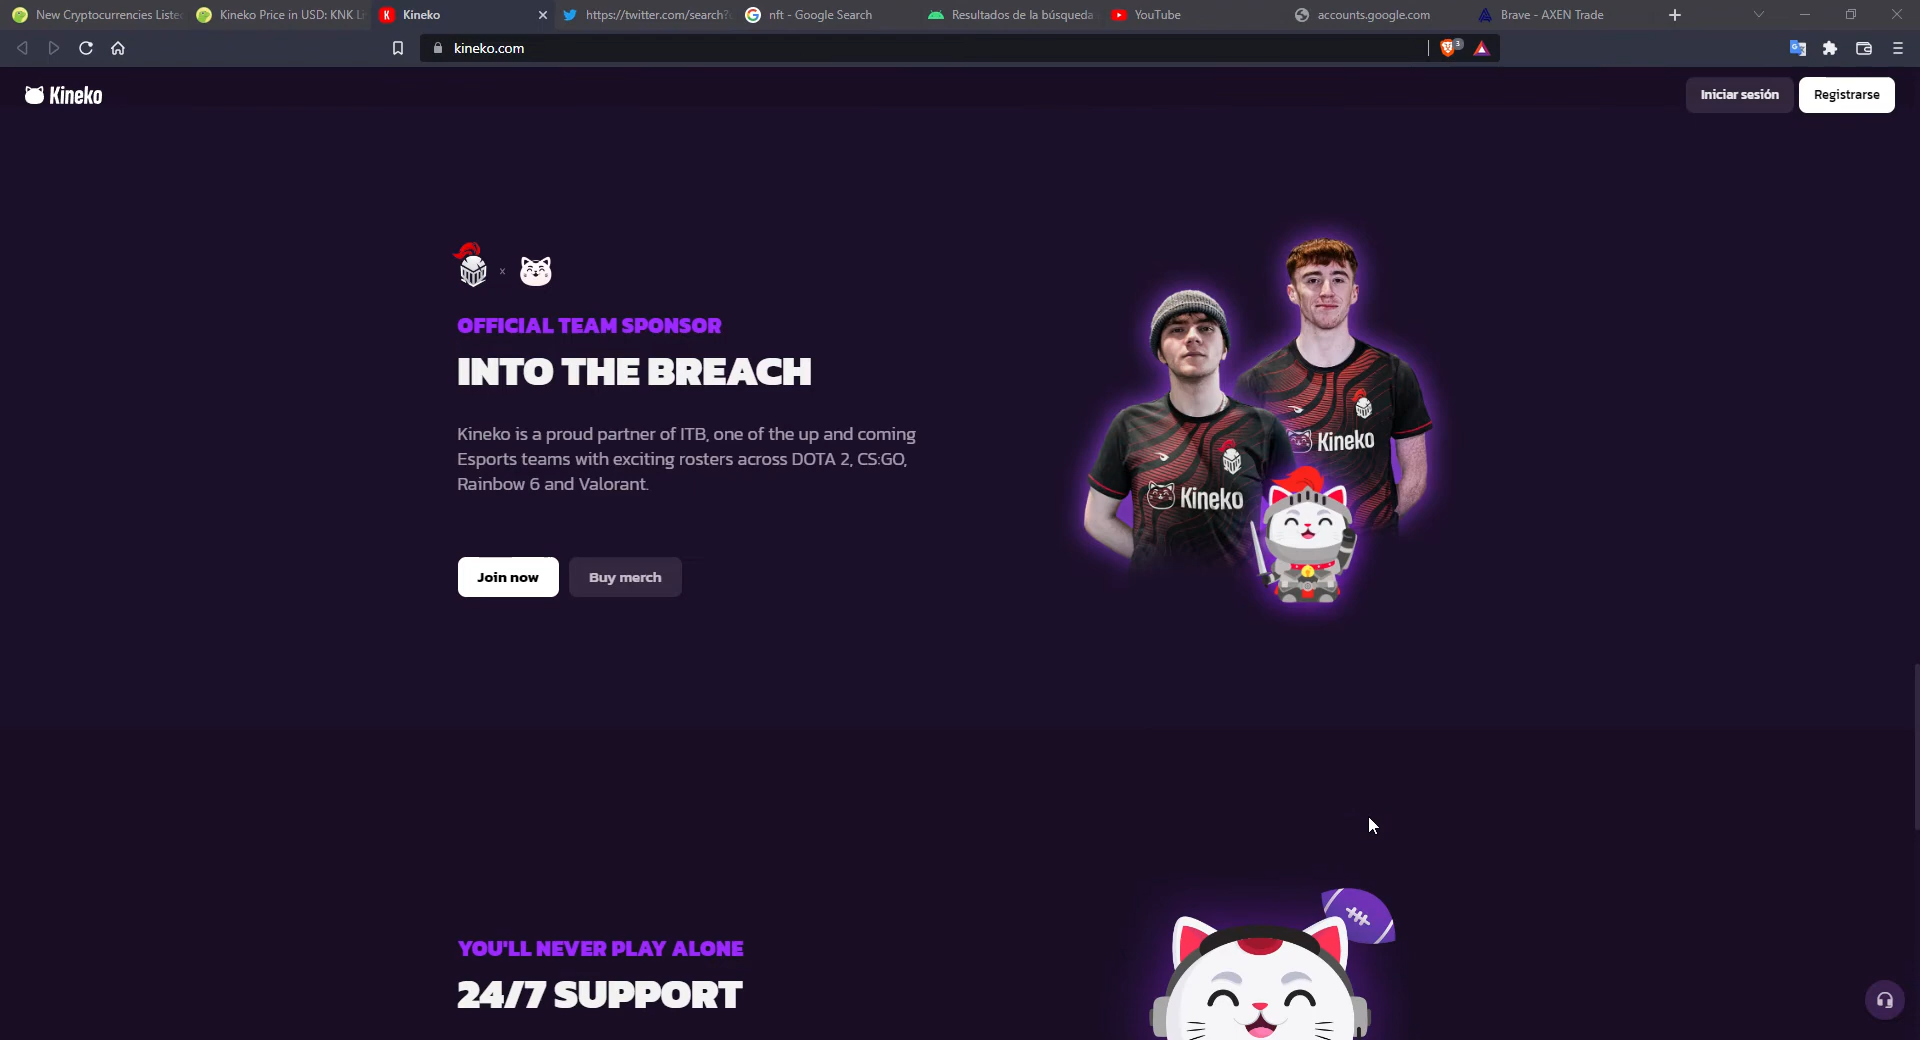 New Cryptocurrencies Listed
Kineko Price in USD: KNK Li
Kineko
https://twitter.com/search?
nft - Google Search
Resultados de la búsqueda
YouTube
accounts.google.com
Brave - AXEN Trade
kineko.com
3
Kineko
Iniciar sesión
Registrarse
x
OFFICIAL TEAM SPONSOR
INTO THE BREACH
Kineko is a proud partner of ITB, one of the up and coming
Esports teams with exciting rosters across DOTA 2, CS:GO,
Rainbow 6 and Valorant.
Join now
Buy merch
Kineko
Kineko
YOU'LL NEVER PLAY ALONE
24/7 SUPPORT